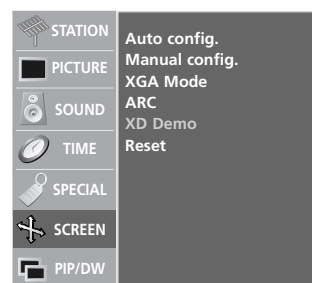 STATION
PICTURE
SOUND
TIME
SPECIAL
SCREEN
PIP/DW
Auto config.
Manual config.
XGA Mode
ARC
XD Demo
Reset